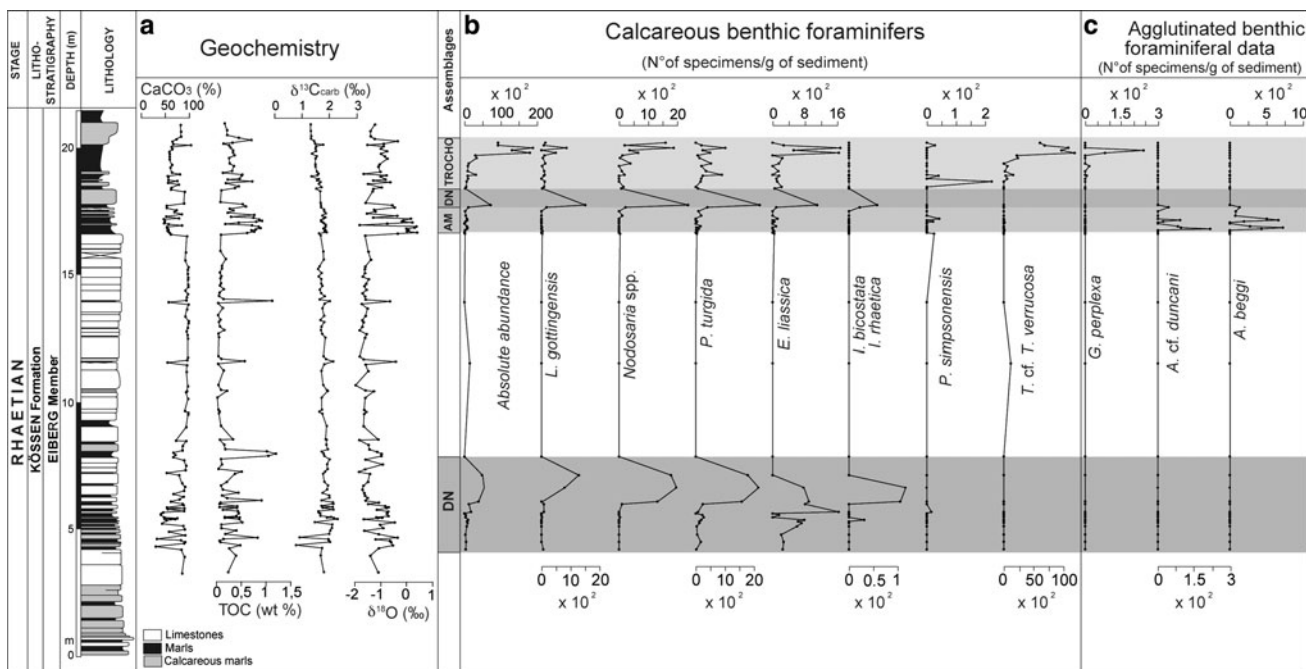 STAGE
LITHO-
STRATIGRAPHY
DEPTH (m)
LITHOLOGY
a
Geochemistry
CaCO₃ (%)
0 50 100
δ¹³Ccarb (‰)
0 1 2 3
Assemblages
b
Calcareous benthic foraminifers
(N°of specimens/g of sediment)
x 10² x 10² x 10² x 10²
0 100 200 0 10 20 0 8 16 0 1 2
c
Agglutinated benthic
foraminiferal data
(N°of specimens/g of sediment)
x 10² x 10²
0 1.5 3 0 5 10
RHAETIAN
KÖSSEN Formation
EIBERG Member
20
15
10
5
m
0
TROCHO
DN
AM
DN
Absolute abundance
L. gottingensis
Nodosaria spp.
P. turgida
E. liassica
I. bicostata
I. rhaetica
P. simpsonensis
T. cf. T. verrucosa
G. perplexa
A. cf. duncani
A. beggi
0 0,5 1 1,5
TOC (wt %)
-2 -1 0 1
δ¹⁸O (‰)
0 10 20
x 10²
0 10 20
x 10²
0 0.5 1
x 10²
0 50 100
x 10²
0 1.5 3
x 10²
Limestones
Marls
Calcareous marls